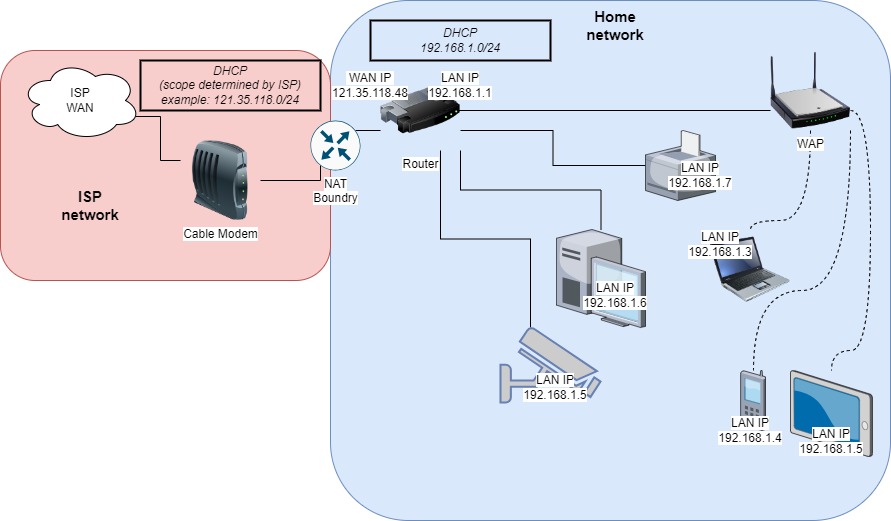 Home
network
DHCP
192.168.1.0/24
DHCP
(scope determined by ISP)
example: 121.35.118.0/24
ISP
WAN
WAN IP
121.35.118.48
LAN IP
192.168.1.1
Router
WAP
LAN IP
192.168.1.7
NAT
Boundry
ISP
network
Cable Modem
LAN IP
192.168.1.3
LAN IP
192.168.1.6
LAN IP
192.168.1.5
LAN IP
192.168.1.4
LAN IP
192.168.1.5